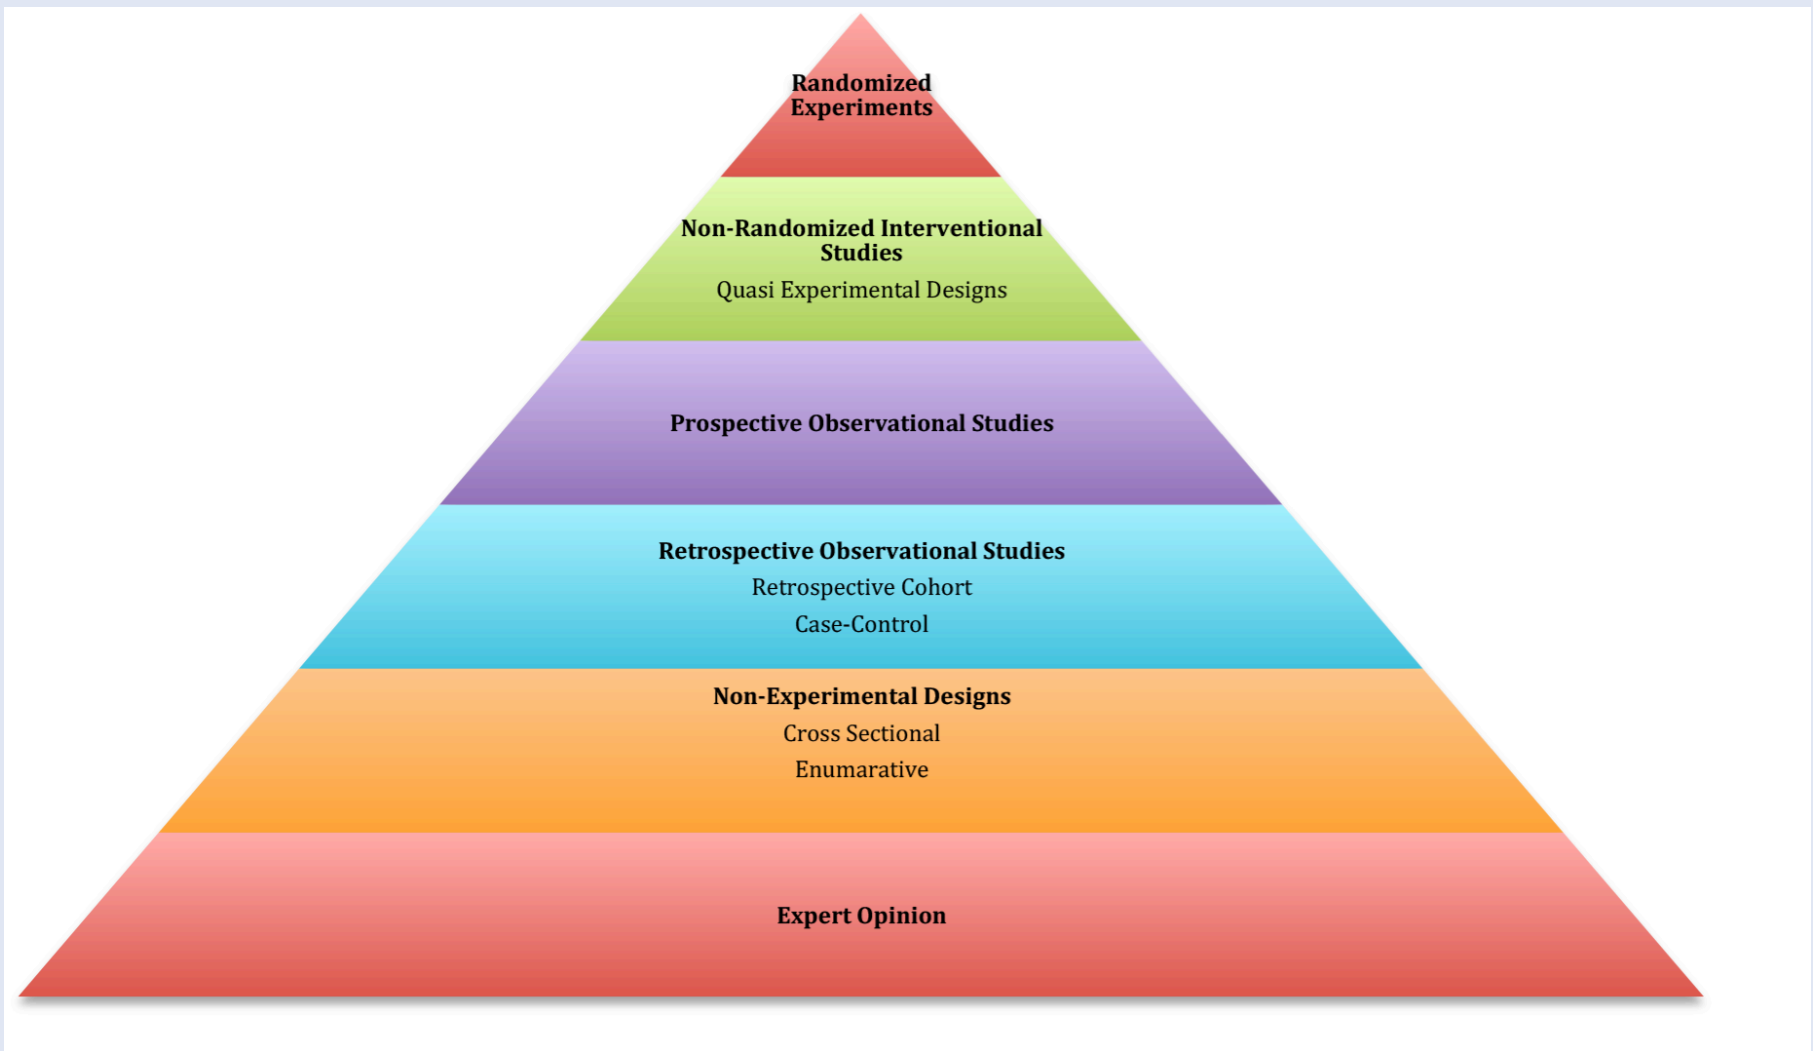 Randomized
Experiments
Non-Randomized Interventional
Studies
Quasi Experimental Designs
Prospective Observational Studies
Retrospective Observational Studies
Retrospective Cohort
Case-Control
Non-Experimental Designs
Cross Sectional
Enumarative
Expert Opinion